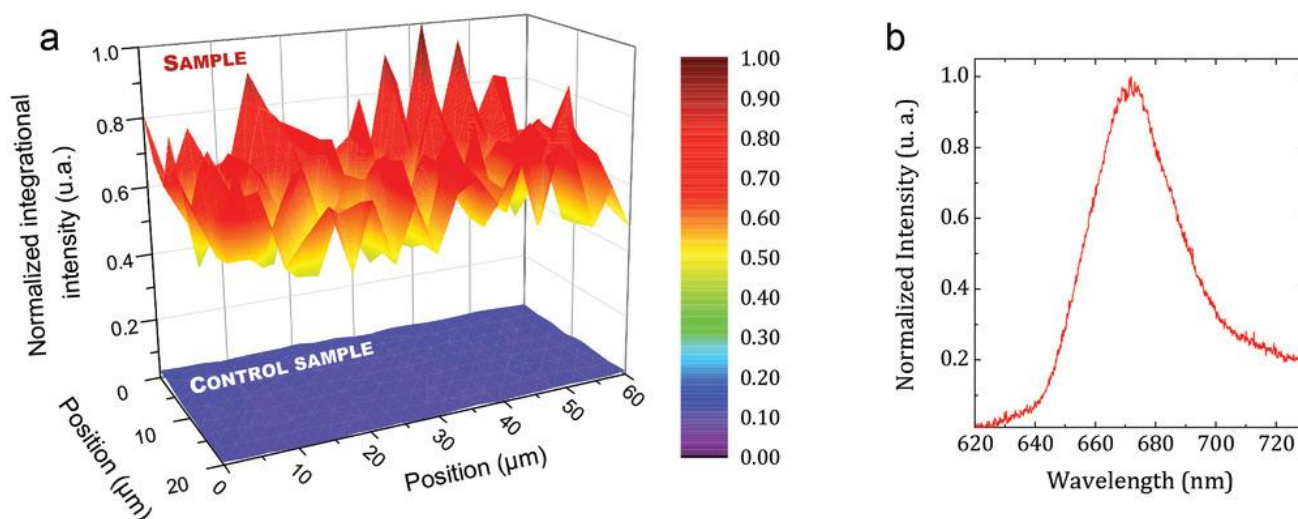 a
SAMPLE
CONTROL SAMPLE
Normalized integrational
intensity (u.a.)
1.0
0.8
0.6
0.4
0.2
0
10
20
Position (µm)
0
10
20
30
40
50
60
Position (µm)
1.00
0.90
0.80
0.70
0.60
0.50
0.40
0.30
0.20
0.10
0.00
b
Normalized Intensity (u. a.)
1.0
0.8
0.6
0.4
0.2
620 640 660 680 700 720
Wavelength (nm)